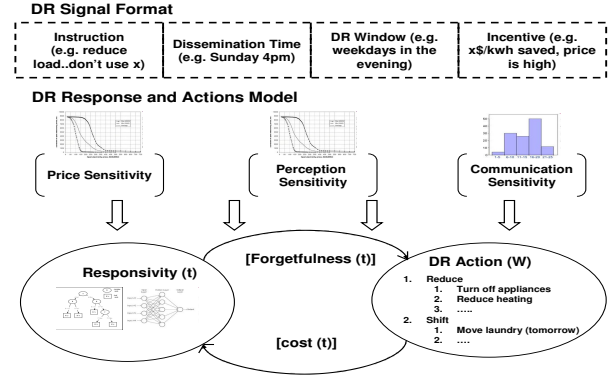 DR Signal Format
Instruction
(e.g. reduce
load..don't use x)
Dissemination Time
(e.g. Sunday 4pm)
DR Window (e.g.
weekdays in the
evening)
Incentive (e.g.
x$/kwh saved, price
is high)
DR Response and Actions Model
Price Sensitivity
Perception
Sensitivity
Communication
Sensitivity
Responsivity (t)
[Forgetfulness (t)]
[cost (t)]
DR Action (W)
1. Reduce
1. Turn off appliances
2. Reduce heating
3. .....
2. Shift
1. Move laundry (tomorrow)
2. ....